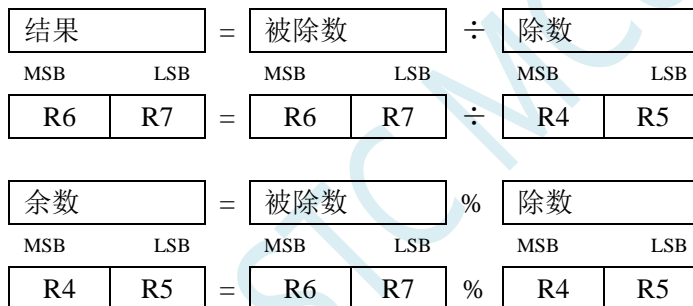 结果 = 被除数 ÷ 除数
MSB LSB MSB LSB MSB LSB
R6 R7 = R6 R7 ÷ R4 R5
余数 = 被除数 % 除数
MSB LSB MSB LSB MSB LSB
R4 R5 = R6 R7 % R4 R5
STC MC